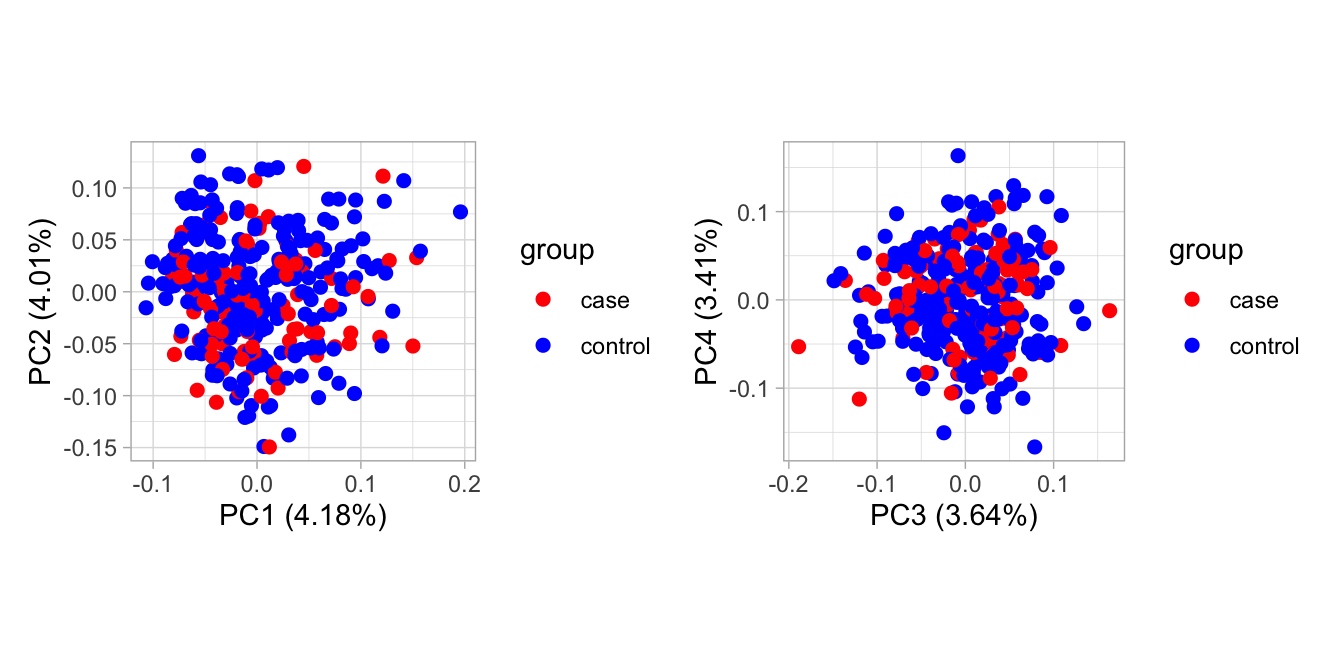 0.10
0.05
0.00
-0.05
-0.10
-0.15
PC2 (4.01%)
-0.1 0.0 0.1 0.2
PC1 (4.18%)
group
case
control
0.1
0.0
-0.1
PC4 (3.41%)
-0.2 -0.1 0.0 0.1
PC3 (3.64%)
group
case
control